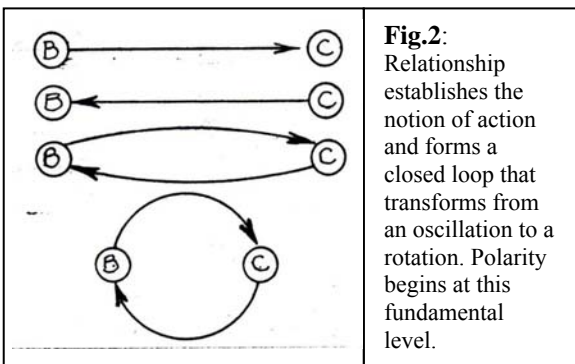 B C
B C
B C
B C
Fig.2:
Relationship
establishes the
notion of action
and forms a
closed loop that
transforms from
an oscillation to a
rotation. Polarity
begins at this
fundamental
level.